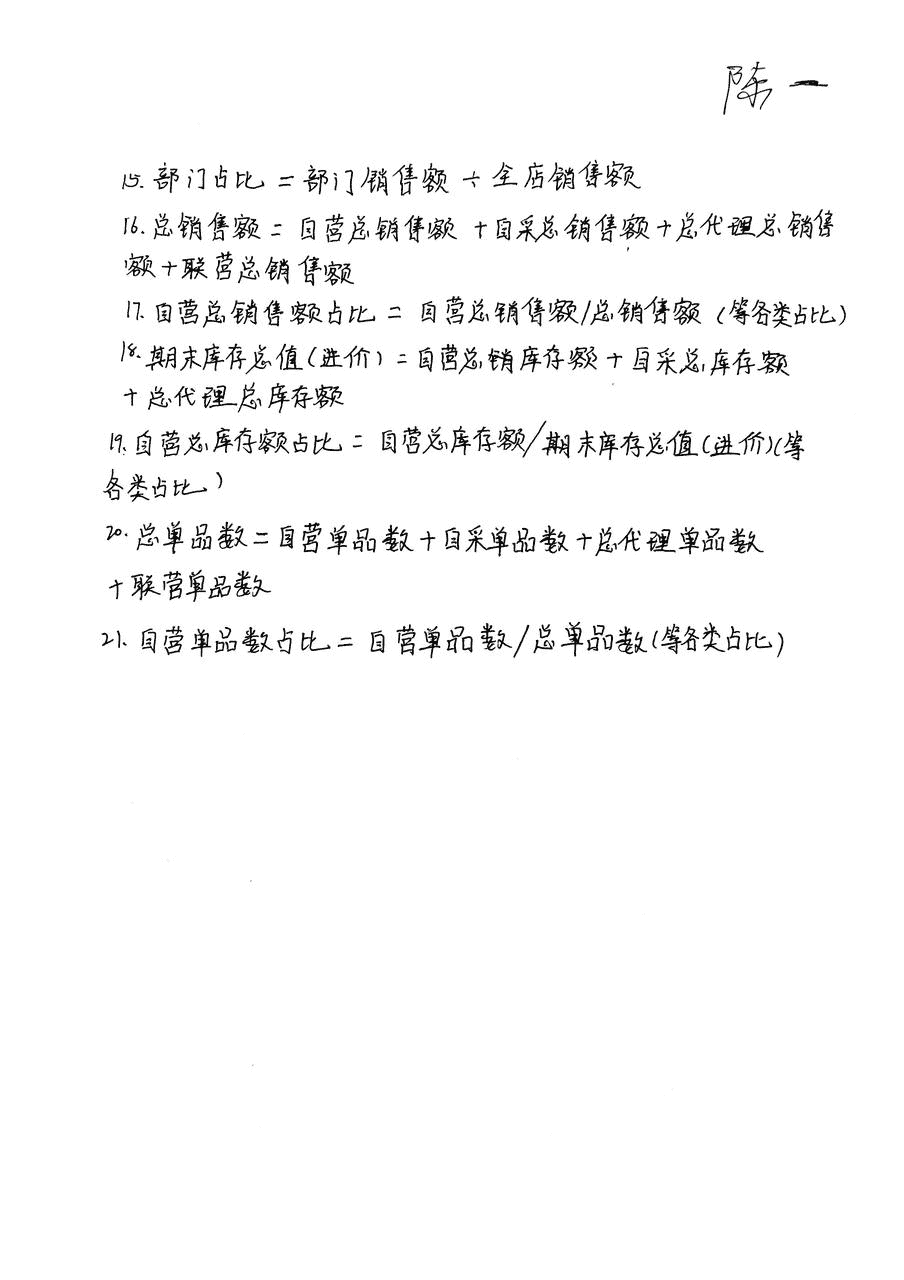 陈一
15. 部门占比 = 部门销售额 ÷ 全店销售额
16. 总销售额 = 自营总销售额 + 自采总销售额 + 总代理总销售
额 + 联营总销售额
17. 自营总销售额占比 = 自营总销售额/总销售额 (等各类占比)
18. 期末库存总值(进价) = 自营总销库存额 + 自采总库存额
+ 总代理总库存额
19. 自营总库存额占比 = 自营总库存额/期末库存总值(进价)(等
各类占比)
20. 总单品数 = 自营单品数 + 自采单品数 + 总代理单品数
+ 联营单品数
21. 自营单品数占比 = 自营单品数/总单品数(等各类占比)